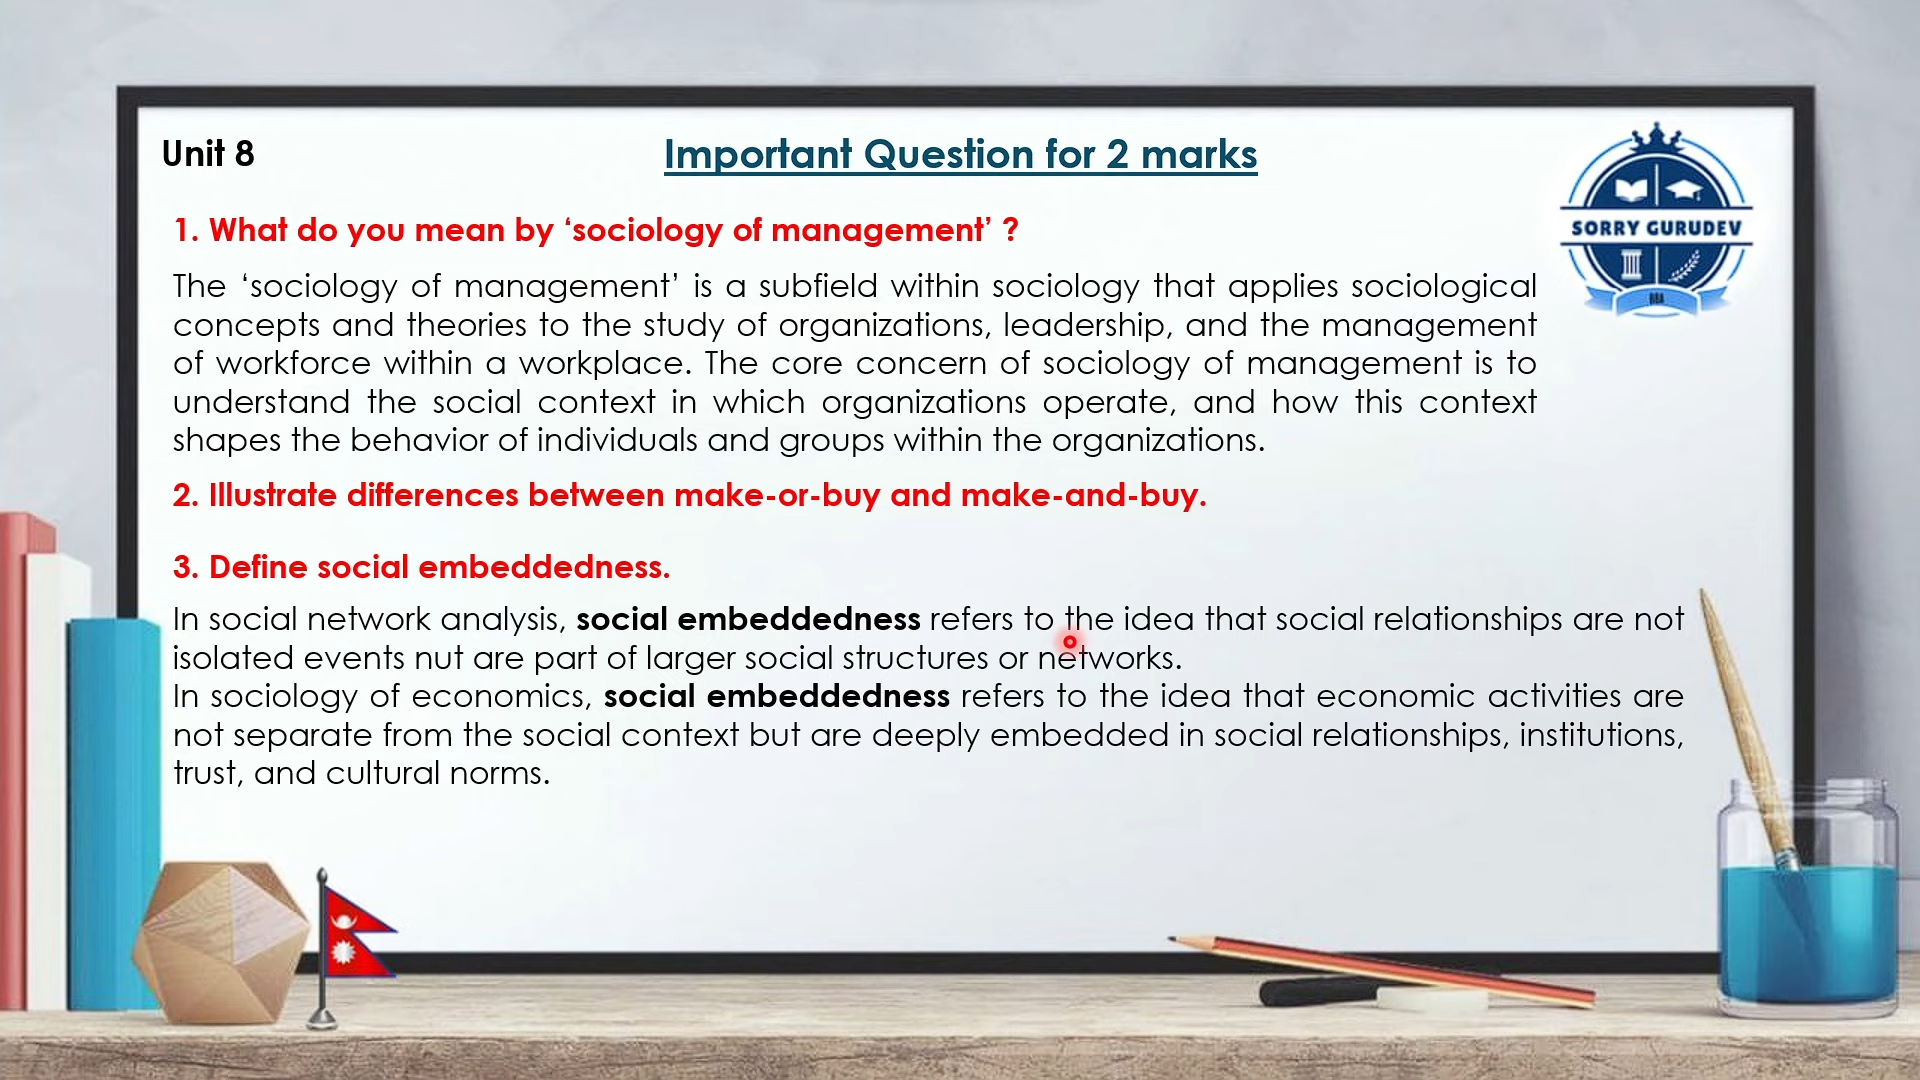 Unit 8
Important Question for 2 marks
SORRY GURUDEV
BBA
1. What do you mean by ‘sociology of management’ ?
The ‘sociology of management’ is a subfield within sociology that applies sociological
concepts and theories to the study of organizations, leadership, and the management
of workforce within a workplace. The core concern of sociology of management is to
understand the social context in which organizations operate, and how this context
shapes the behavior of individuals and groups within the organizations.
2. Illustrate differences between make-or-buy and make-and-buy.
3. Define social embeddedness.
In social network analysis, social embeddedness refers to the idea that social relationships are not
isolated events nut are part of larger social structures or networks.
In sociology of economics, social embeddedness refers to the idea that economic activities are
not separate from the social context but are deeply embedded in social relationships, institutions,
trust, and cultural norms.